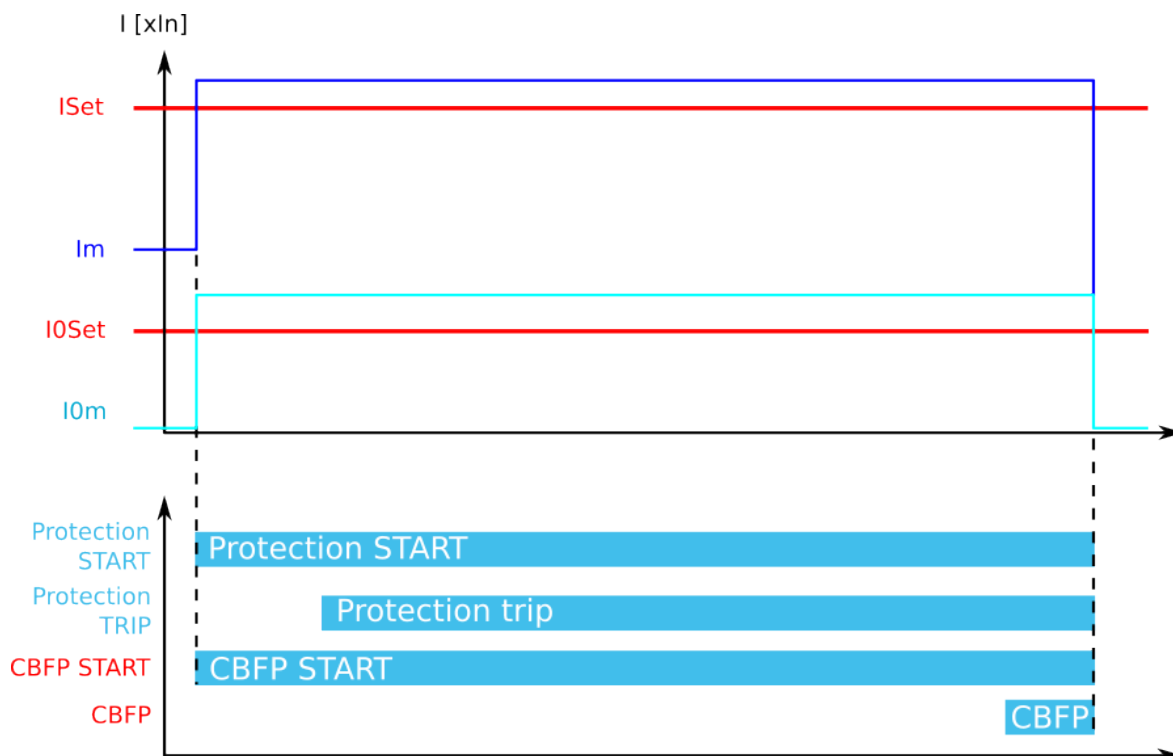 I [xIn]
ISet
Im
I0Set
I0m
Protection
START
Protection START
Protection
TRIP
Protection trip
CBFP START
CBFP START
CBFP
CBFP